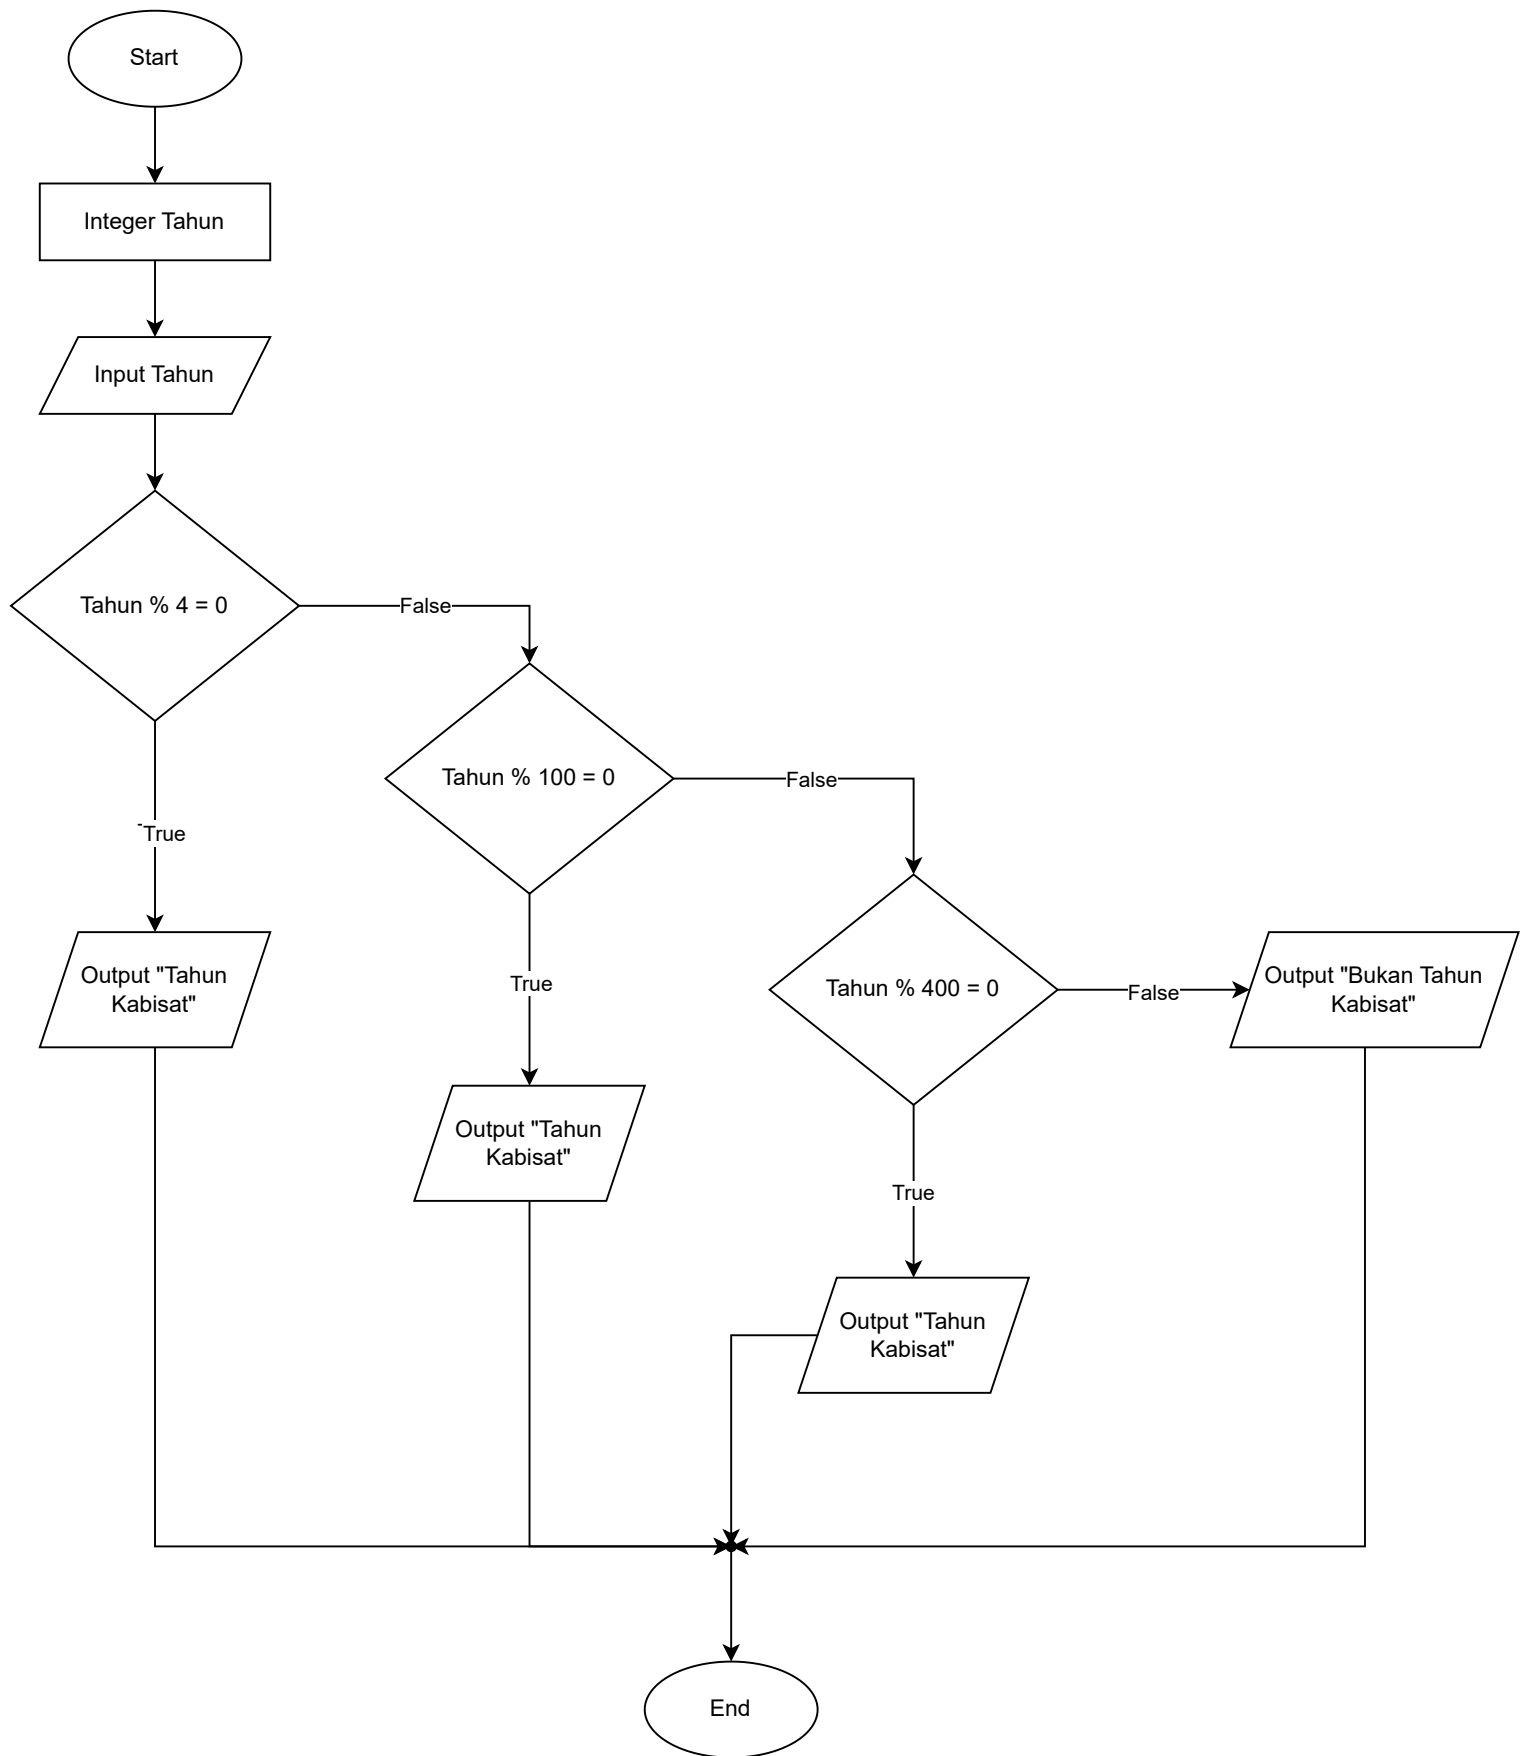 Start
Integer Tahun
Input Tahun
Tahun % 4 = 0
False
Tahun % 100 = 0
False
-
True
Output "Tahun
Kabisat"
True
Tahun % 400 = 0
False
Output "Bukan Tahun
Kabisat"
Output "Tahun
Kabisat"
True
Output "Tahun
Kabisat"
End